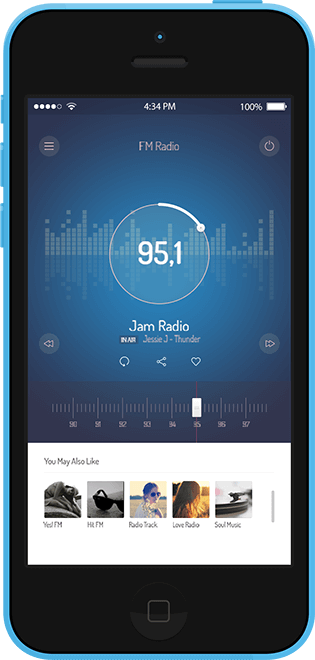 4:34 PM 100%
FM Radio
95,1
Jam Radio
IN AIR Jessie J - Thunder
90 91 92 93 94 95 96 97
You May Also Like
Yes! FM Hit FM Radio Track Love Radio Soul Music